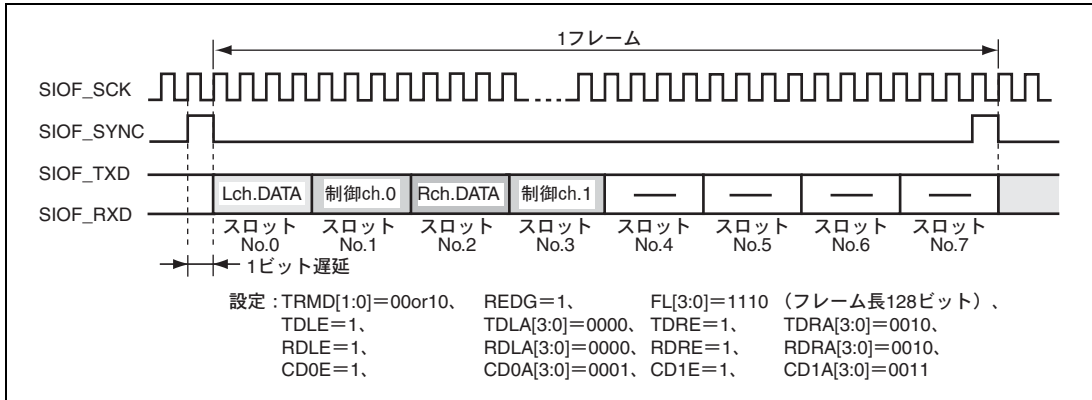 1フレーム
SIOF_SCK
SIOF_SYNC
SIOF_TXD
SIOF_RXD
Lch.DATA 制御ch.0 Rch.DATA 制御ch.1 — — — —
スロット スロット スロット スロット スロット スロット スロット スロット
No.0 No.1 No.2 No.3 No.4 No.5 No.6 No.7
1ビット遅延
設定：TRMD[1:0]＝00or10、 REDG＝1、 FL[3:0]＝1110 （フレーム長128ビット）、
TDLE＝1、 TDLA[3:0]＝0000、 TDRE＝1、 TDRA[3:0]＝0010、
RDLE＝1、 RDLA[3:0]＝0000、 RDRE＝1、 RDRA[3:0]＝0010、
CD0E＝1、 CD0A[3:0]＝0001、 CD1E＝1、 CD1A[3:0]＝0011